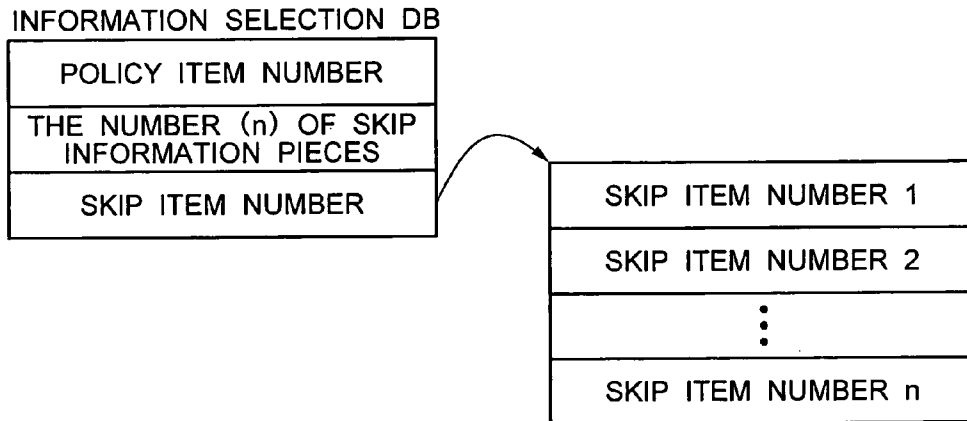 INFORMATION SELECTION DB
POLICY ITEM NUMBER
THE NUMBER (n) OF SKIP
INFORMATION PIECES
SKIP ITEM NUMBER
SKIP ITEM NUMBER 1
SKIP ITEM NUMBER 2
SKIP ITEM NUMBER n